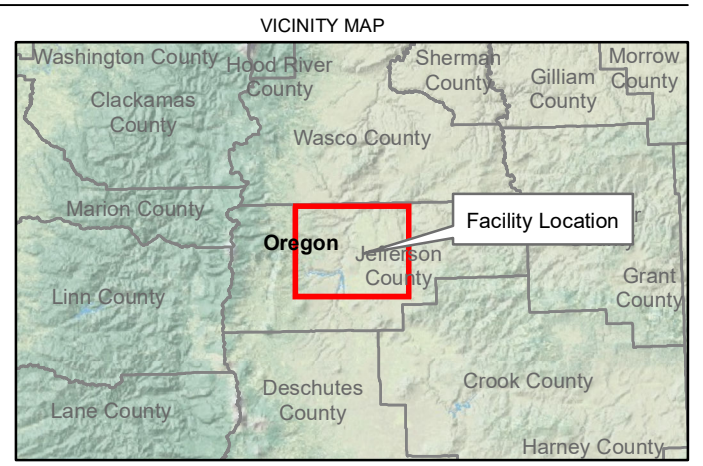 VICINITY MAP
Washington County
Hood River
County
Sherman
County
Morrow
County
Gilliam
County
Clackamas
County
Wasco County
Marion County
Facility Location
Oregon
Jefferson
County
Grant
County
Linn County
Deschutes
County
Crook County
Lane County
Harney County